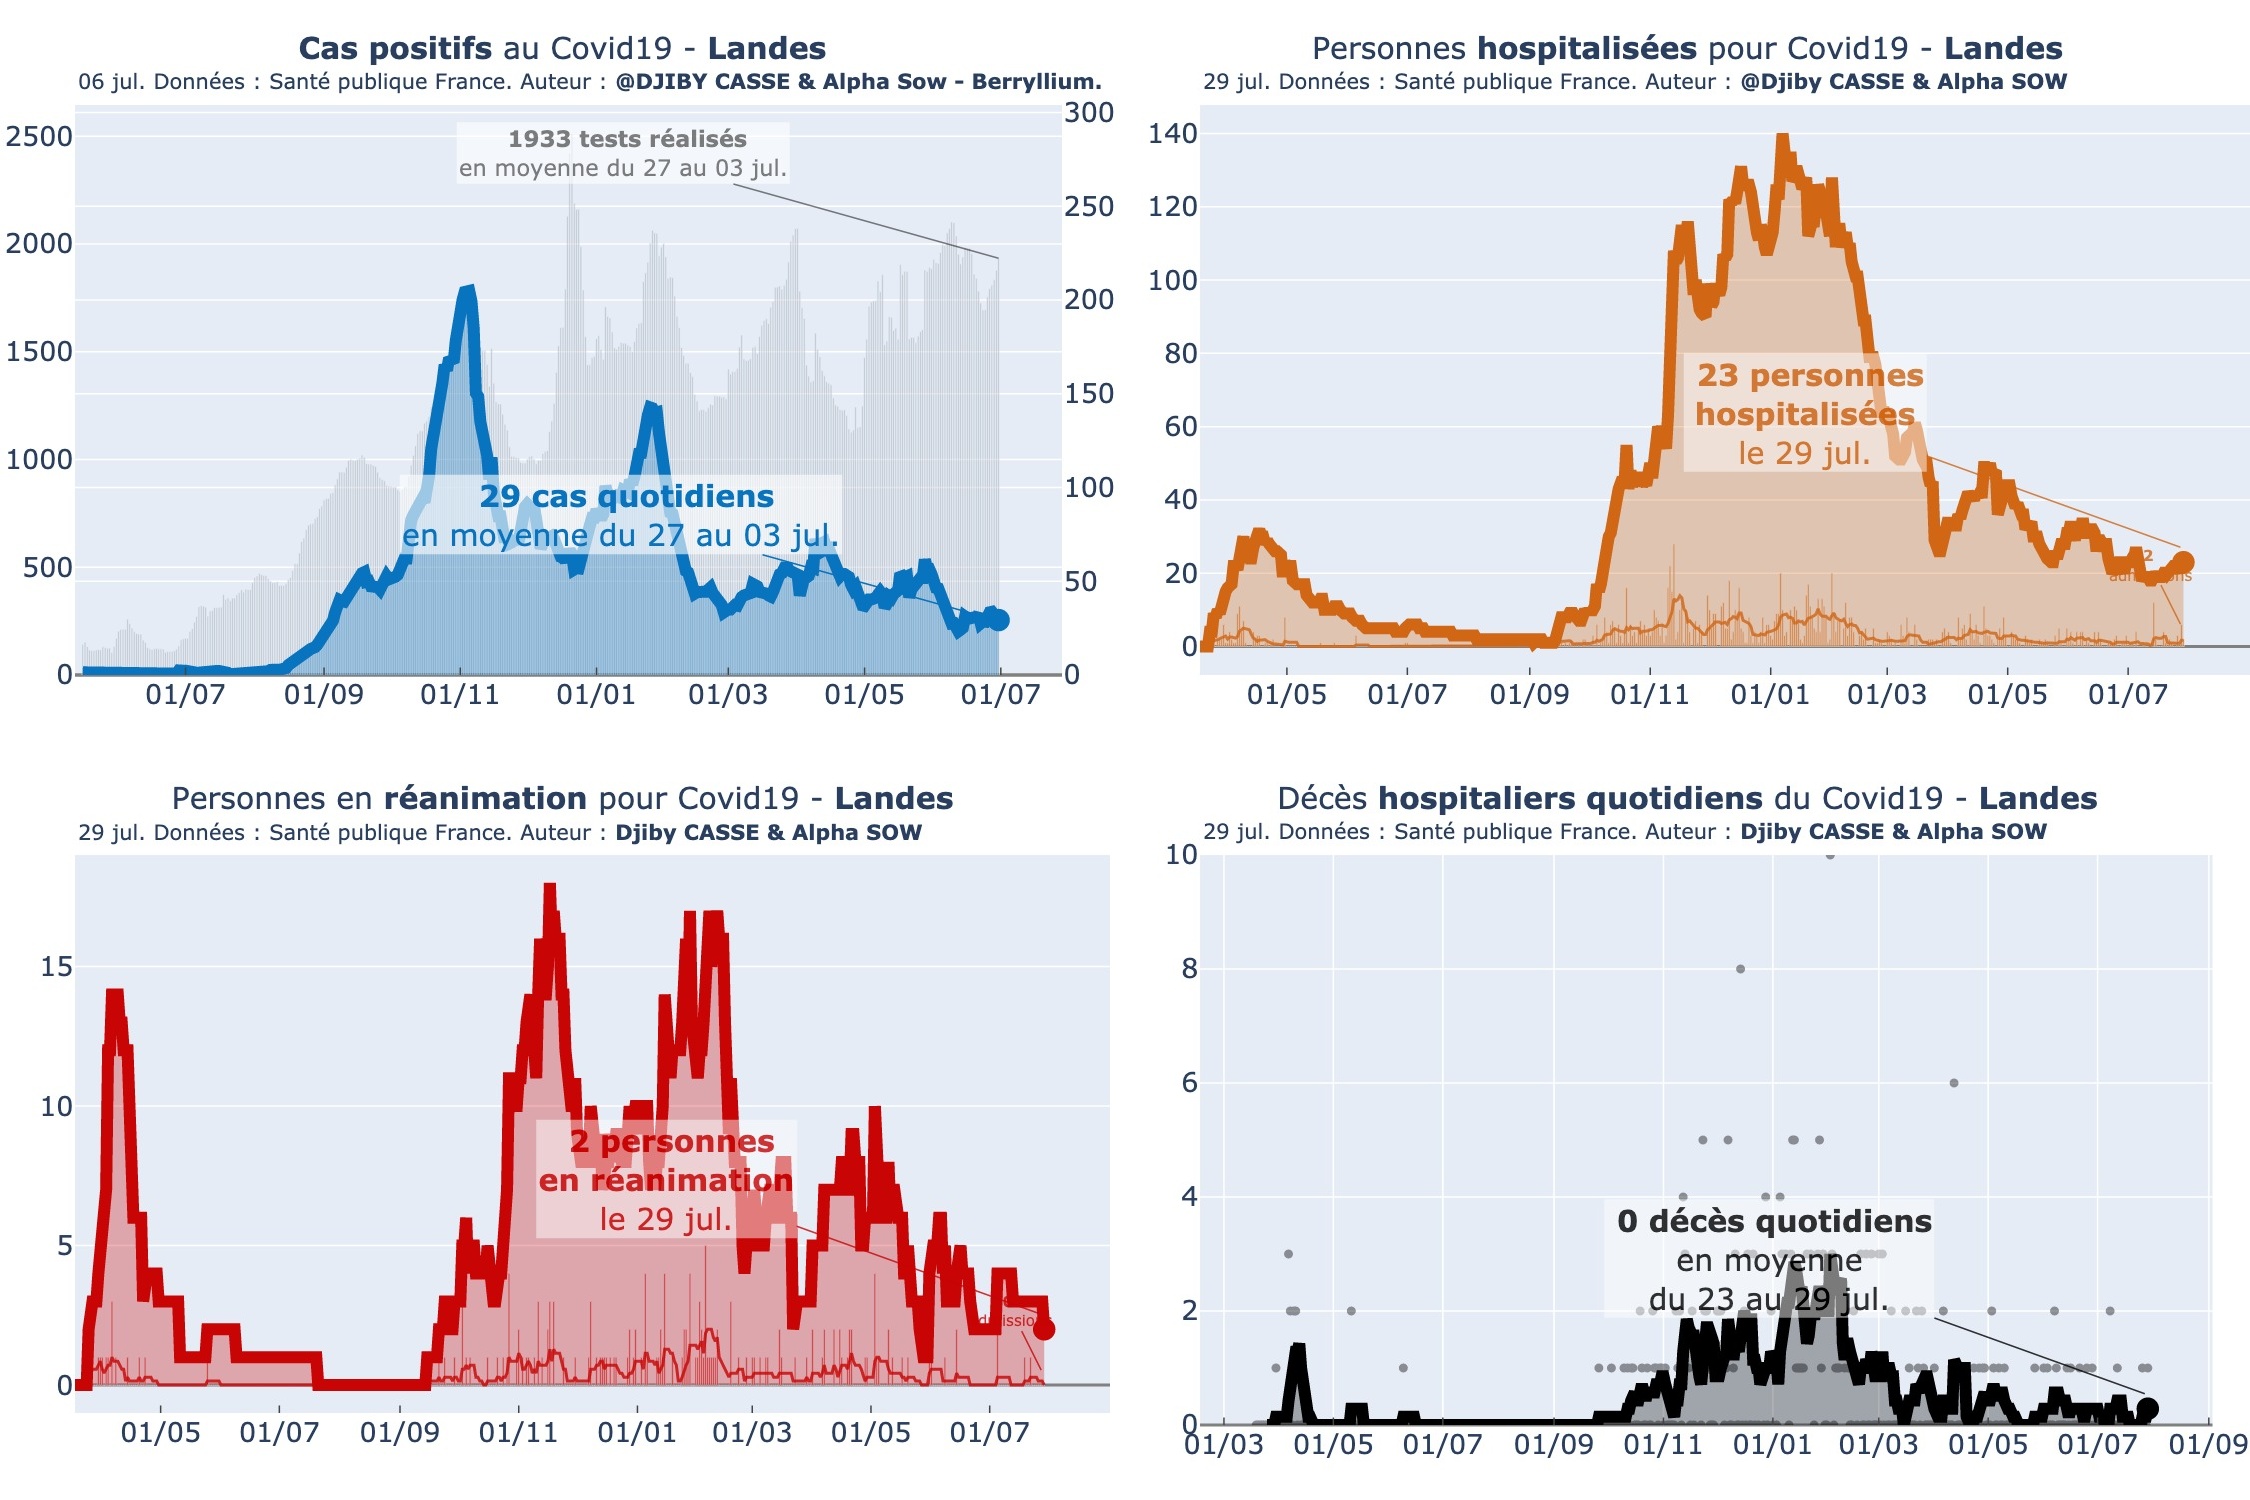 Cas positifs au Covid19 - Landes
06 jul. Données : Santé publique France. Auteur : @DJIBY CASSE & Alpha Sow - Berryllium.
1933 tests réalisés
en moyenne du 27 au 03 jul.
29 cas quotidiens
en moyenne du 27 au 03 jul.
2500
2000
1500
1000
500
0
300
250
200
150
100
50
0
01/07 01/09 01/11 01/01 01/03 01/05 01/07
Personnes hospitalisées pour Covid19 - Landes
29 jul. Données : Santé publique France. Auteur : @Djiby CASSE & Alpha SOW
140
120
100
80
60
40
20
0
23 personnes
hospitalisées
le 29 jul.
2
01/05 01/07 01/09 01/11 01/01 01/03 01/05 01/07
Personnes en réanimation pour Covid19 - Landes
29 jul. Données : Santé publique France. Auteur : Djiby CASSE & Alpha SOW
15
10
5
0
2 personnes
en réanimation
le 29 jul.
01/05 01/07 01/09 01/11 01/01 01/03 01/05 01/07
Décès hospitaliers quotidiens du Covid19 - Landes
29 jul. Données : Santé publique France. Auteur : Djiby CASSE & Alpha SOW
10
8
6
4
2
0
0 décès quotidiens
en moyenne
du 23 au 29 jul.
01/03 01/05 01/07 01/09 01/11 01/01 01/03 01/05 01/07 01/09